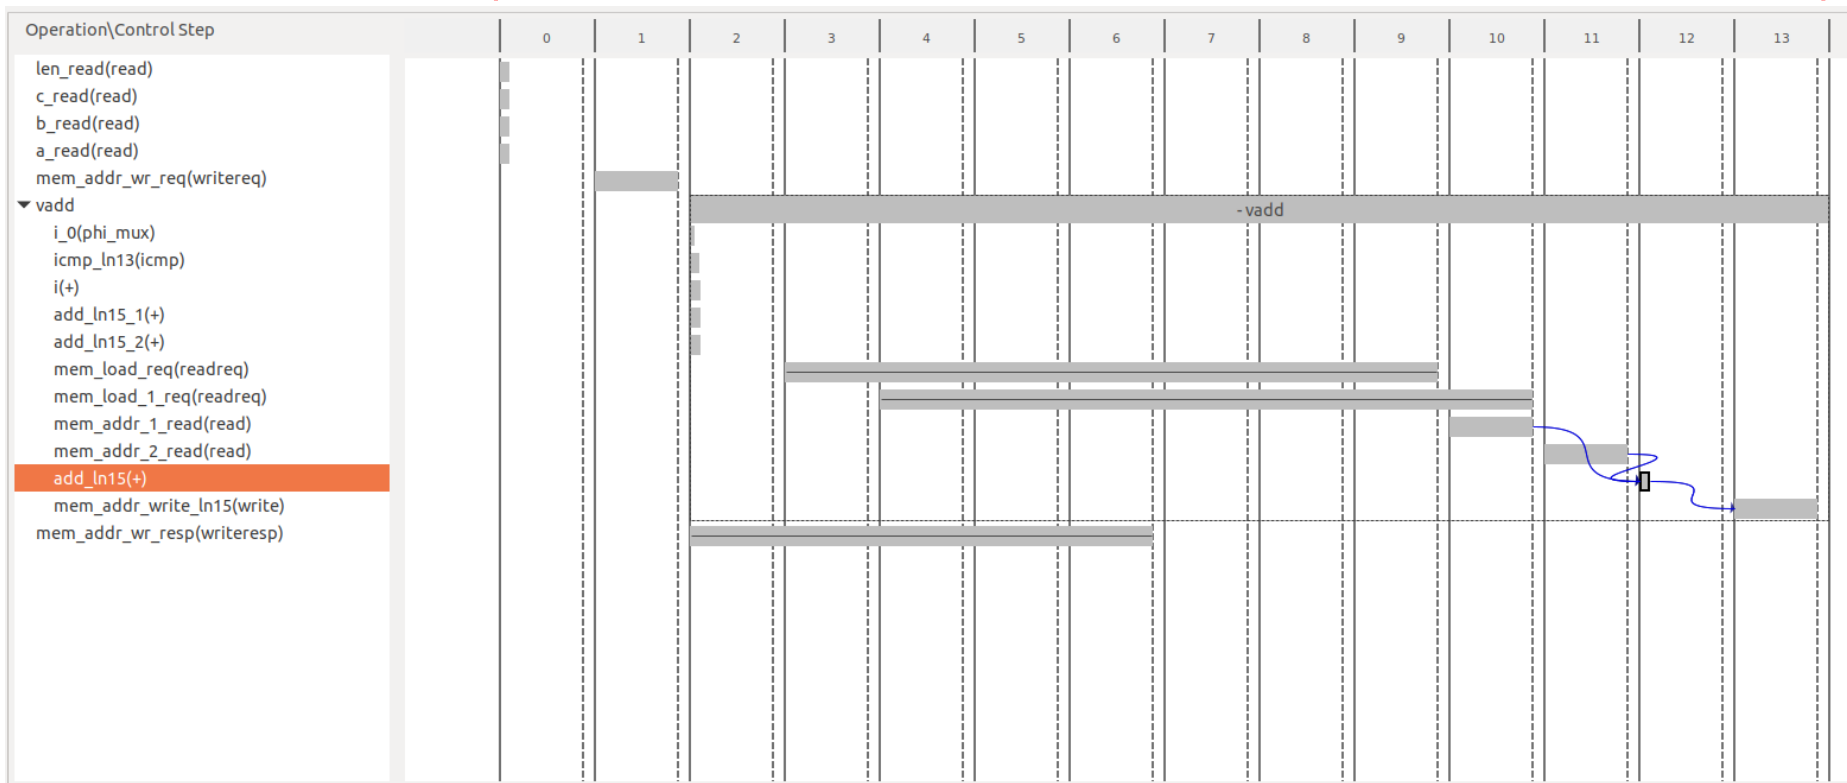 Operation\Control Step
0 1 2 3 4 5 6 7 8 9 10 11 12 13
len_read(read)
c_read(read)
b_read(read)
a_read(read)
mem_addr_wr_req(writereq)
vadd
- vadd
i_0(phi_mux)
icmp_ln13(icmp)
i(+)
add_ln15_1(+)
add_ln15_2(+)
mem_load_req(readreq)
mem_load_1_req(readreq)
mem_addr_1_read(read)
mem_addr_2_read(read)
add_ln15(+)
mem_addr_write_ln15(write)
mem_addr_wr_resp(writeresp)